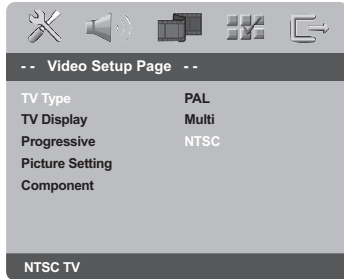 - - Video Setup Page - -
TV Type PAL
TV Display Multi
Progressive NTSC
Picture Setting
Component
NTSC TV